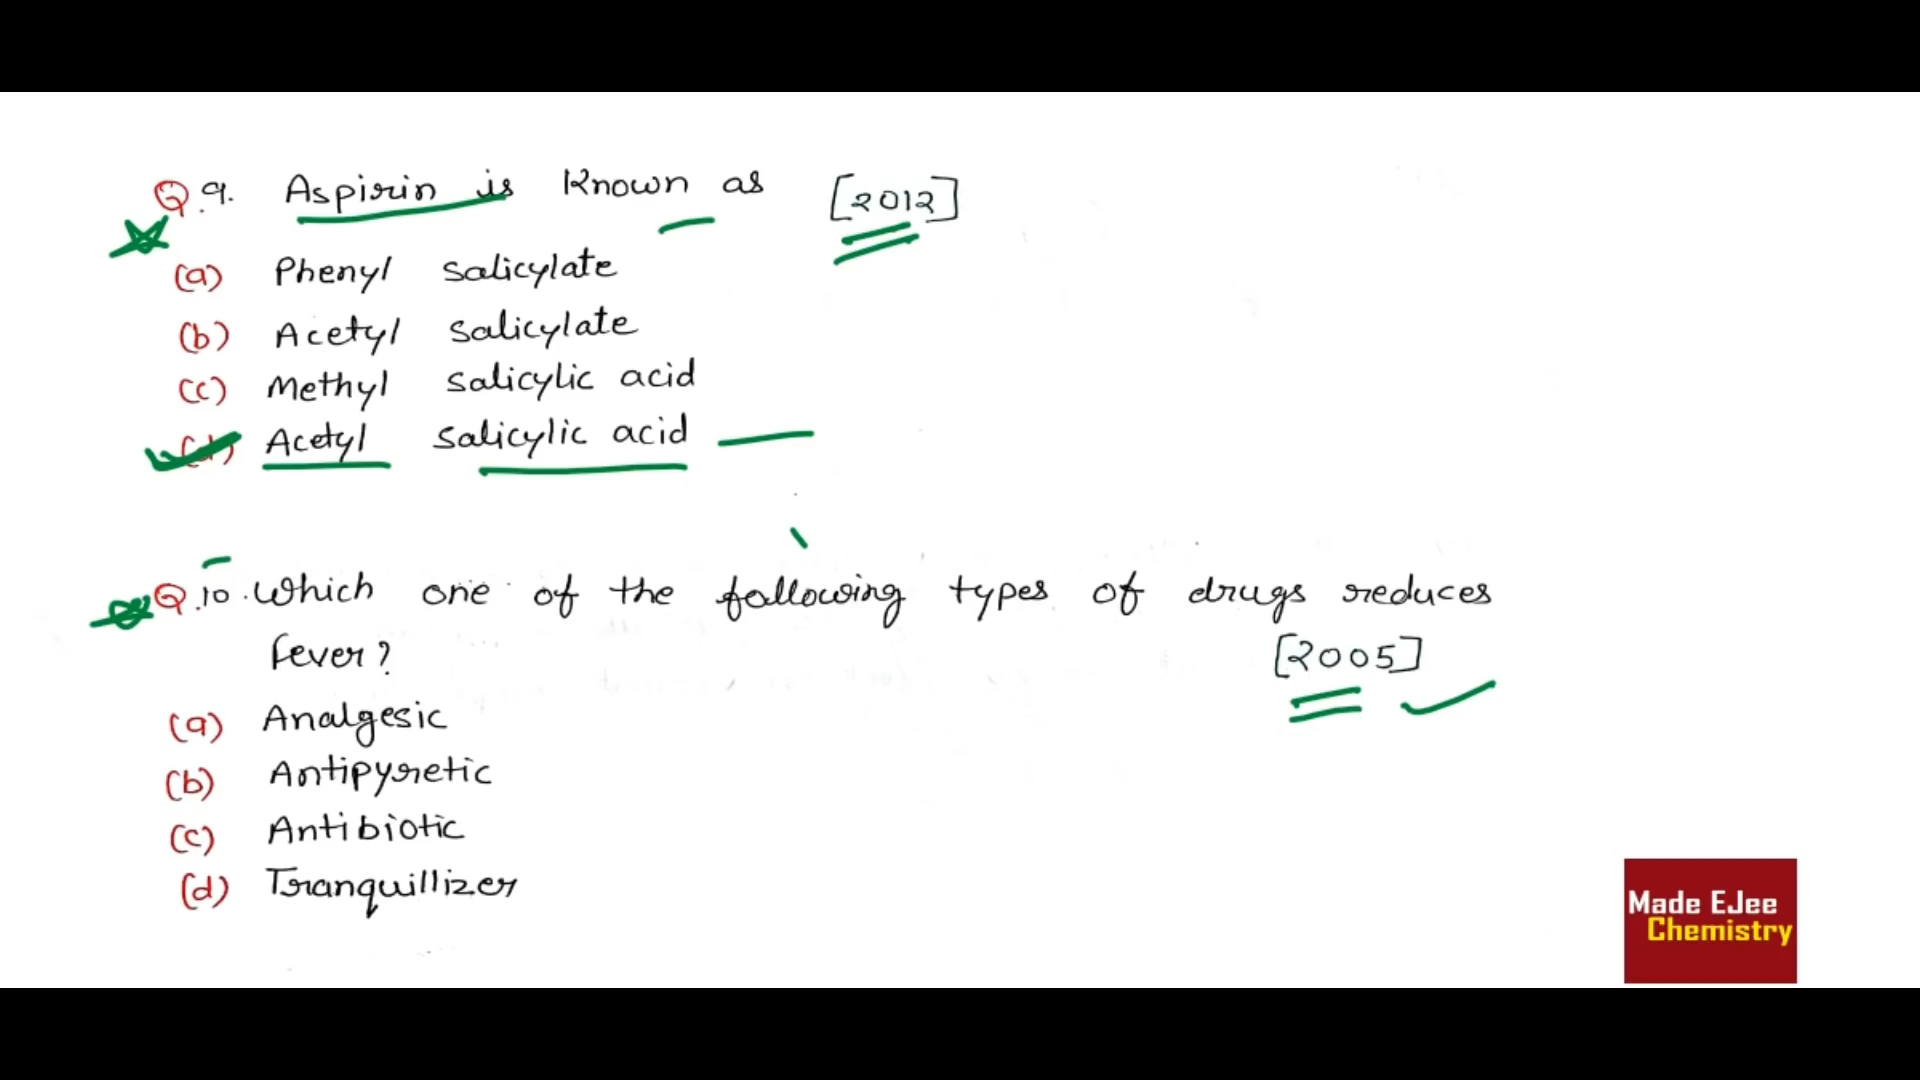 Q.9. Aspirin is Known as [2012]
(a) Phenyl salicylate
(b) Acetyl salicylate
(c) Methyl salicylic acid
(d) Acetyl salicylic acid
Q.10. Which one of the following types of drugs reduces
fever? [2005]
(a) Analgesic
(b) Antipyretic
(c) Antibiotic
(d) Tranquillizer
Made EJee
Chemistry